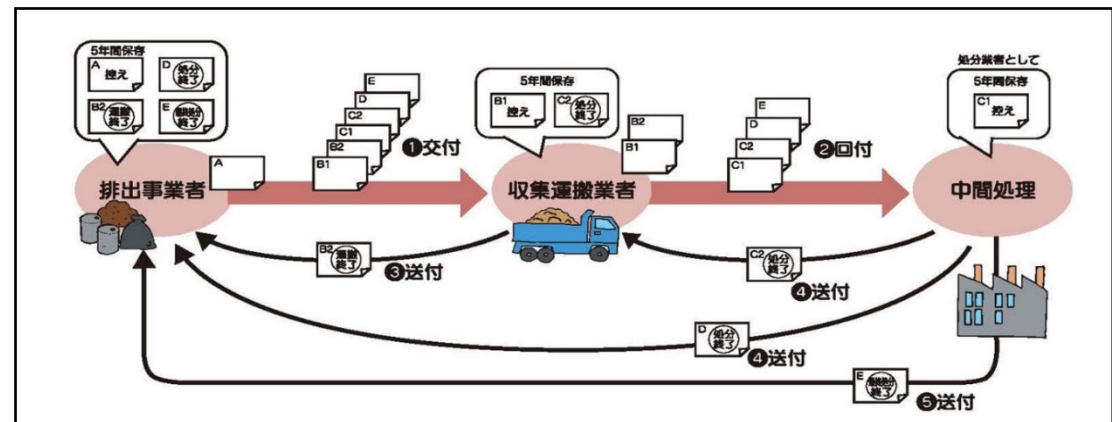 5年間保存
A
控え
D
処分
終了
B2
運搬
終了
E
最終処分
終了
排出事業者
A
E
D
C2
C1
B2
B1
❶交付
5年間保存
B1
控え
C2
処分
終了
収集運搬業者
B2
B1
E
D
C2
C1
❷回付
処分業者として
5年間保存
C1
控え
中間処理
B2
運搬
終了
❸送付
C2
処分
終了
❹送付
D
処分
終了
❹送付
E
最終処分
終了
❺送付